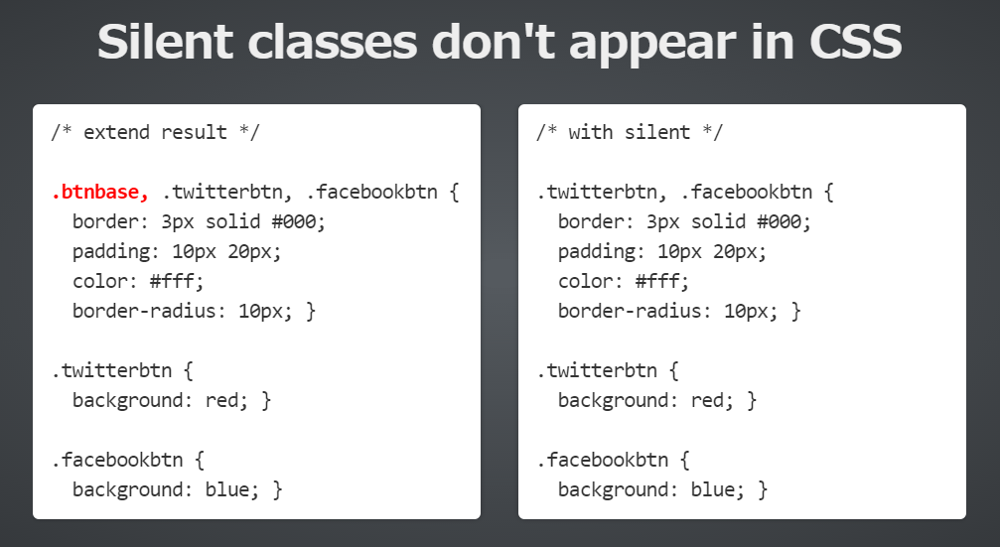 Silent classes don't appear in CSS
/* extend result */
.btnbase, .twitterbtn, .facebookbtn {
  border: 3px solid #000;
  padding: 10px 20px;
  color: #fff;
  border-radius: 10px; }
.twitterbtn {
  background: red; }
.facebookbtn {
  background: blue; }
/* with silent */
.twitterbtn, .facebookbtn {
  border: 3px solid #000;
  padding: 10px 20px;
  color: #fff;
  border-radius: 10px; }
.twitterbtn {
  background: red; }
.facebookbtn {
  background: blue; }